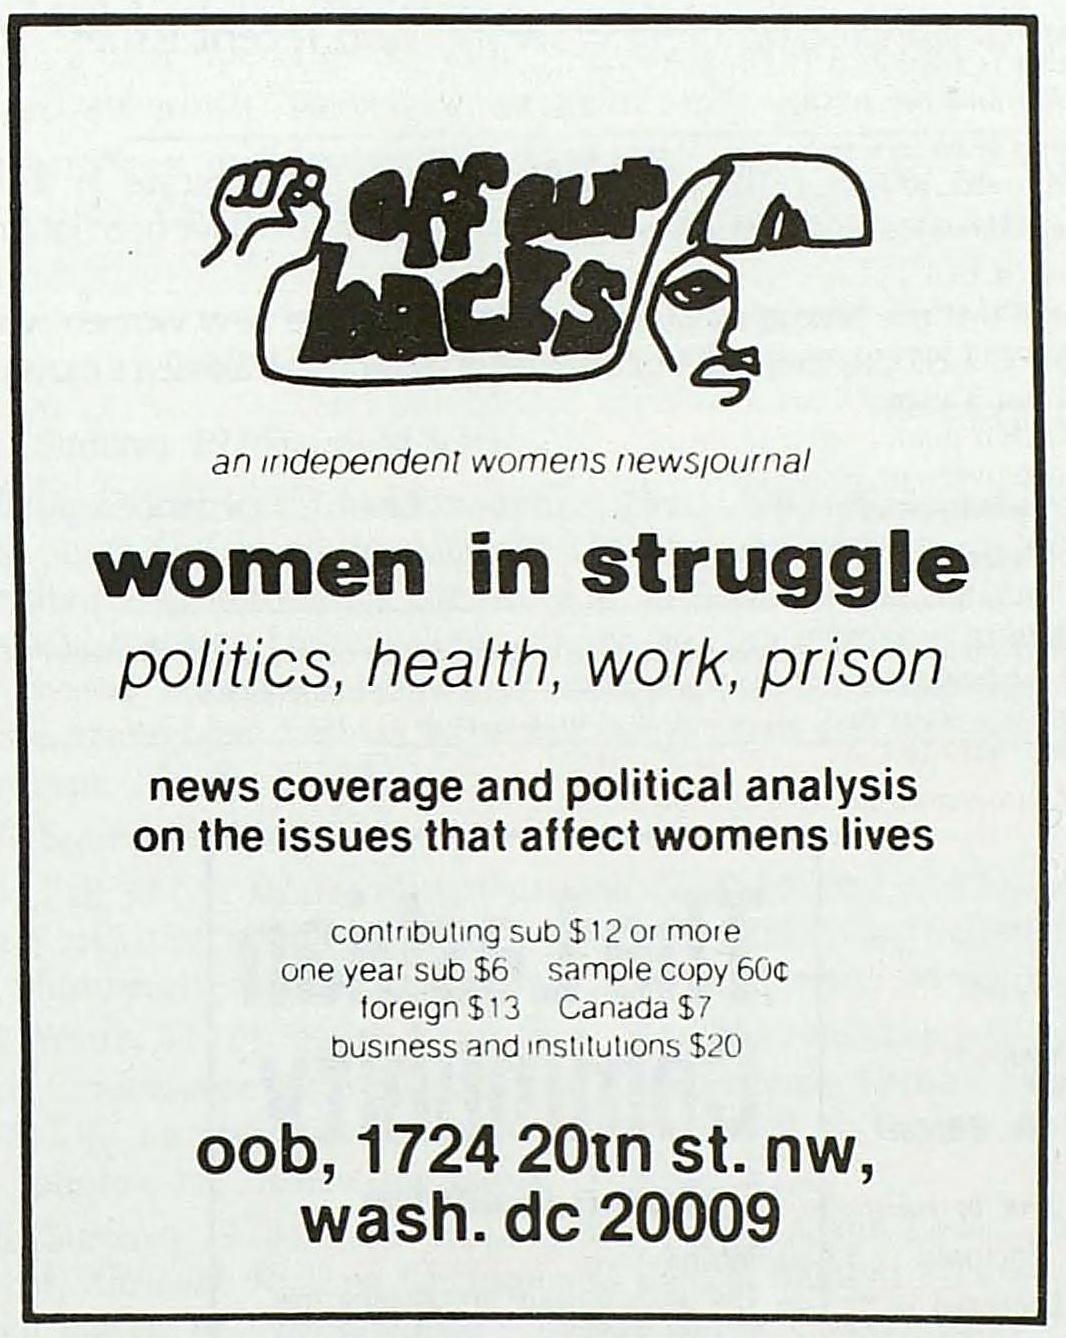 off our
backs
an independent womens newsjournal
women in struggle
politics, health, work, prison
news coverage and political analysis
on the issues that affect womens lives
contributing sub $12 or more
one year sub $6 sample copy 60¢
foreign $13 Canada $7
business and institutions $20
oob, 1724 20th st. nw,
wash. dc 20009